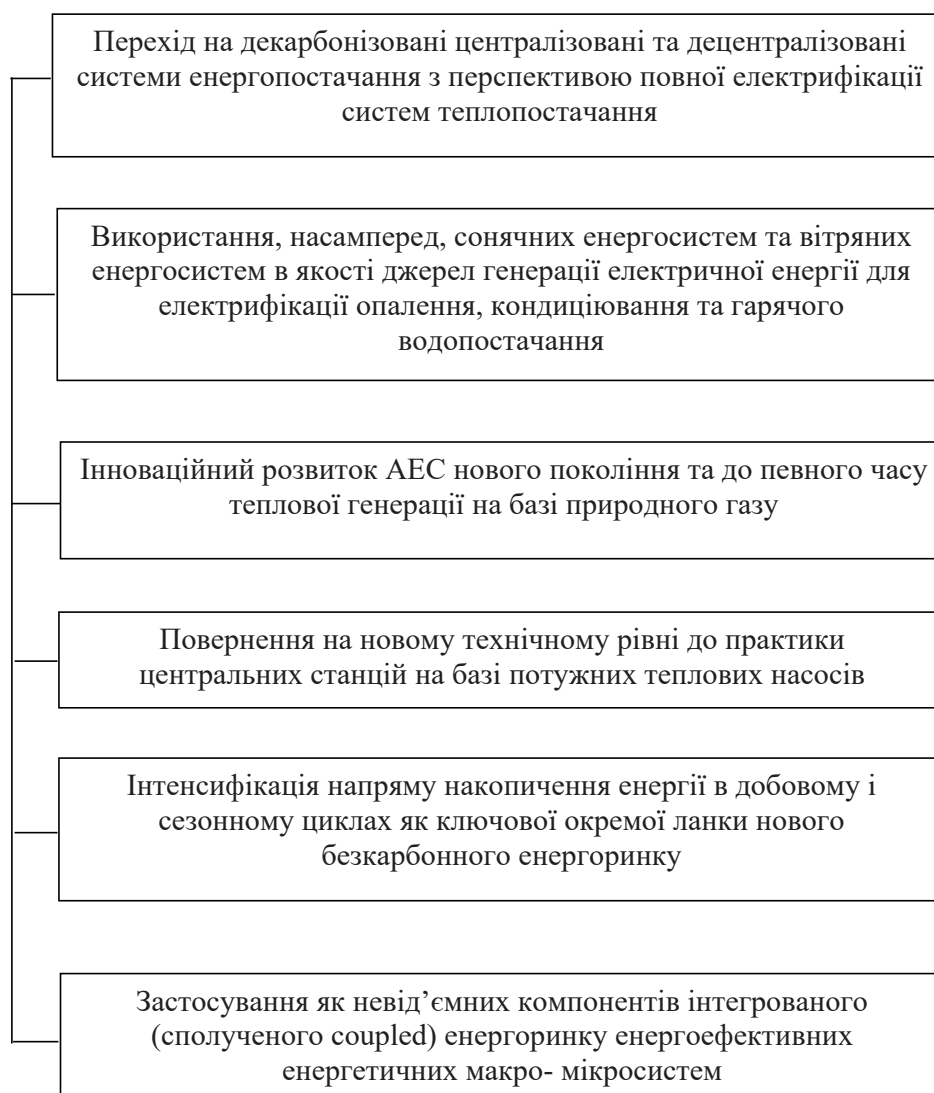 Перехід на декарбонізовані централізовані та децентралізовані
системи енергопостачання з перспективою повної електрифікації
систем теплопостачання
Використання, насамперед, сонячних енергосистем та вітряних
енергосистем в якості джерел генерації електричної енергії для
електрифікації опалення, кондиціювання та гарячого
водопостачання
Інноваційний розвиток АЕС нового покоління та до певного часу
теплової генерації на базі природного газу
Повернення на новому технічному рівні до практики
центральних станцій на базі потужних теплових насосів
Інтенсифікація напряму накопичення енергії в добовому і
сезонному циклах як ключової окремої ланки нового
безкарбонного енергоринку
Застосування як невід’ємних компонентів інтегрованого
(сполученого coupled) енергоринку енергоефективних
енергетичних макро- мікросистем